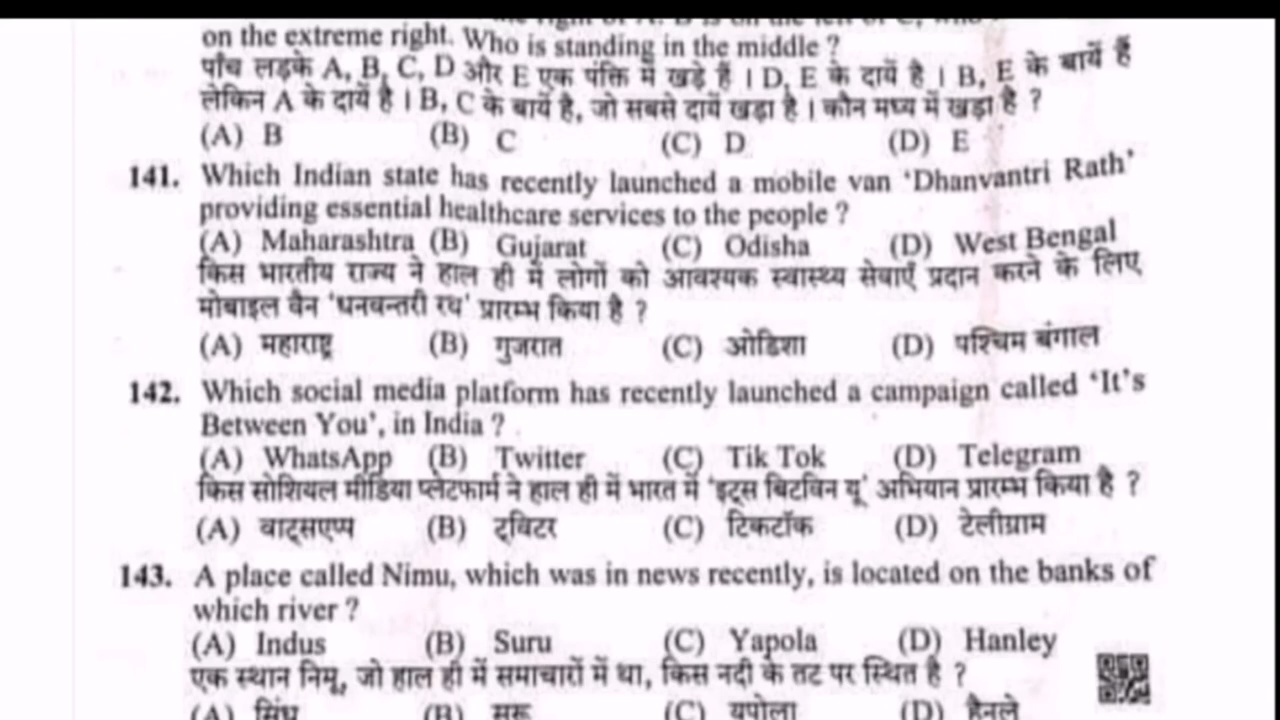 on the extreme right. Who is standing in the middle ?
पाँच लड़के A, B, C, D और E एक पंक्ति में खड़े हैं । D, E के दायें है । B, E के बायें हैं
लेकिन A के दायें है । B, C के बायें है, जो सबसे दायें खड़ा है । कौन मध्य में खड़ा है ?
(A) B (B) C (C) D (D) E
141. Which Indian state has recently launched a mobile van ‘Dhanvantri Rath’
providing essential healthcare services to the people ?
(A) Maharashtra (B) Gujarat (C) Odisha (D) West Bengal
किस भारतीय राज्य ने हाल ही में लोगों को आवश्यक स्वास्थ्य सेवाएँ प्रदान करने के लिए
मोबाइल वैन ‘धनवन्तरी रथ’ प्रारम्भ किया है ?
(A) महाराष्ट्र (B) गुजरात (C) ओडिशा (D) पश्चिम बंगाल
142. Which social media platform has recently launched a campaign called ‘It’s
Between You’, in India ?
(A) WhatsApp (B) Twitter (C) Tik Tok (D) Telegram
किस सोशियल मीडिया प्लेटफार्म ने हाल ही में भारत में ‘इट्स बिटविन यू’ अभियान प्रारम्भ किया है ?
(A) वाट्सएप्प (B) ट्विटर (C) टिकटॉक (D) टेलीग्राम
143. A place called Nimu, which was in news recently, is located on the banks of
which river ?
(A) Indus (B) Suru (C) Yapola (D) Hanley
एक स्थान निमू, जो हाल ही में समाचारों में था, किस नदी के तट पर स्थित है ?
(A) सिंधु (B) सुरू (C) यपोला (D) हैनले